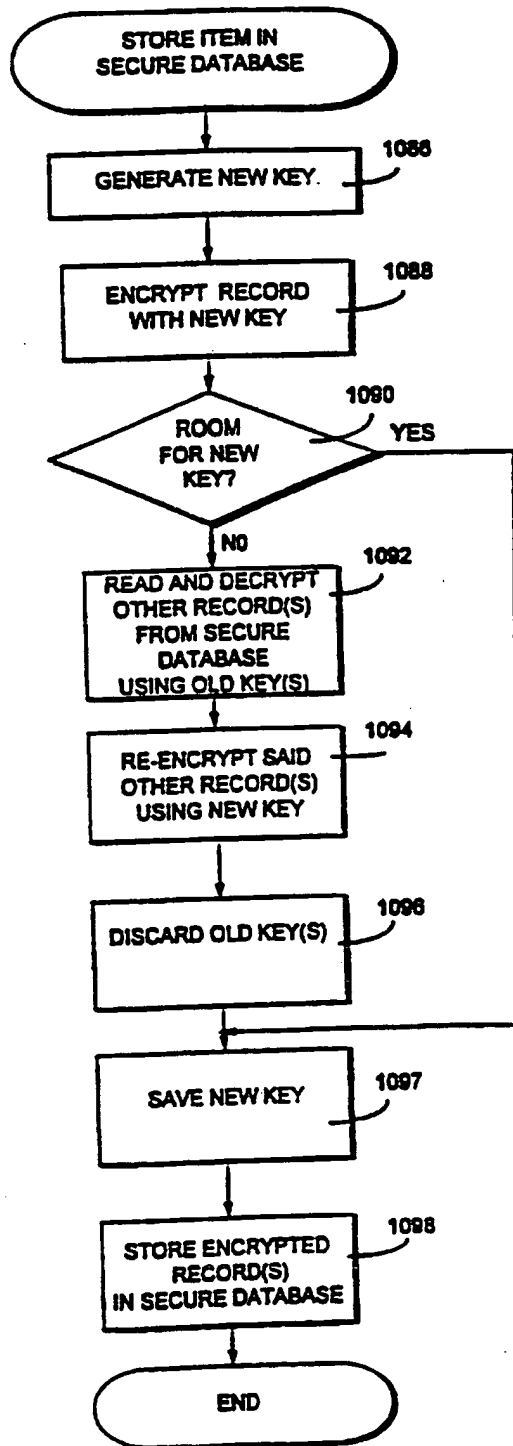 STORE ITEM IN
SECURE DATABASE
1086
GENERATE NEW KEY.
1088
ENCRYPT RECORD
WITH NEW KEY
1090
ROOM
FOR NEW
KEY?
YES
NO
1092
READ AND DECRYPT
OTHER RECORD(S)
FROM SECURE
DATABASE
USING OLD KEY(S)
1094
RE-ENCRYPT SAID
OTHER RECORD(S)
USING NEW KEY
1096
DISCARD OLD KEY(S)
1097
SAVE NEW KEY
1098
STORE ENCRYPTED
RECORD(S)
IN SECURE DATABASE
END